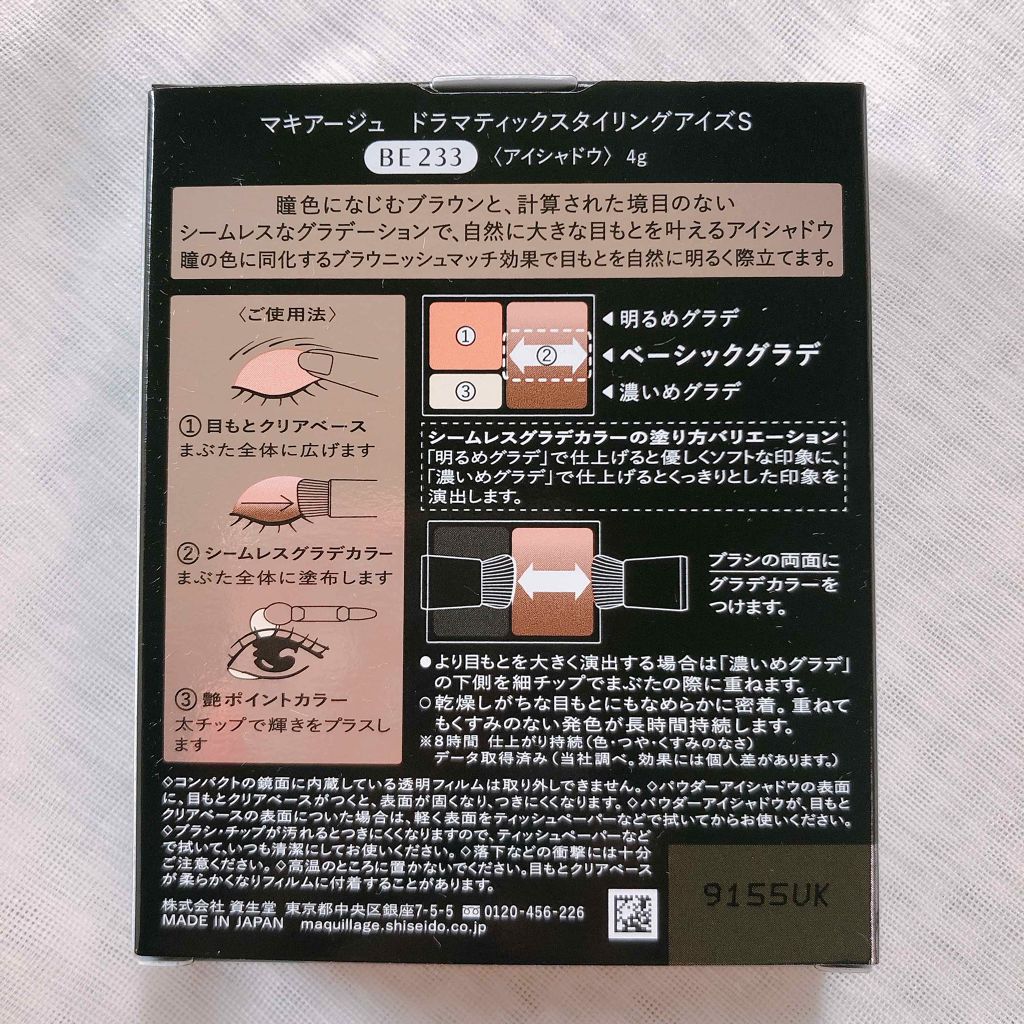 マキアージュ ドラマティックスタイリングアイズS
BE233 〈アイシャドウ〉 4g
瞳色になじむブラウンと、計算された境目のない
シームレスなグラデーションで、自然に大きな目もとを叶えるアイシャドウ
瞳の色に同化するブラウニッシュマッチ効果で目もとを自然に明るく際立てます。
〈ご使用法〉
①目もとクリアベース
まぶた全体に広げます
②シームレスグラデカラー
まぶた全体に塗布します
③艶ポイントカラー
太チップで輝きをプラスし
ます
①
②
③
◀明るめグラデ
◀ベーシックグラデ
◀濃いめグラデ
シームレスグラデカラーの塗り方バリエーション
「明るめグラデ」で仕上げると優しくソフトな印象に、
「濃いめグラデ」で仕上げるとくっきりとした印象を
演出します。
ブラシの両面に
グラデカラーを
つけます。
●より目もとを大きく演出する場合は「濃いめグラデ」
の下側を細チップでまぶたの際に重ねます。
○乾燥しがちな目もとにもなめらかに密着。重ねて
もくすみのない発色が長時間持続します。
※8時間 仕上がり持続(色・つや・くすみのなさ)
データ取得済み(当社調べ。効果には個人差があります。)
◇コンパクトの鏡面に内蔵している透明フィルムは取り外しできません。◇パウダーアイシャドウの表面
に、目もとクリアベースがつくと、表面が固くなり、つきにくくなります。◇パウダーアイシャドウが、目もと
クリアベースの表面についた場合は、軽く表面をティッシュペーパーなどで拭いてからお使いください。
◇ブラシ・チップが汚れるとつきにくくなりますので、ティッシュペーパーなど
で拭いて、いつも清潔にしてお使いください。◇落下などの衝撃には十分
ご注意ください。◇高温のところに置かないでください。目もとクリアベース
が柔らかくなりフィルムに付着することがあります。
株式会社 資生堂 東京都中央区銀座7-5-5 0120-456-226
MADE IN JAPAN maquillage.shiseido.co.jp
9155UK